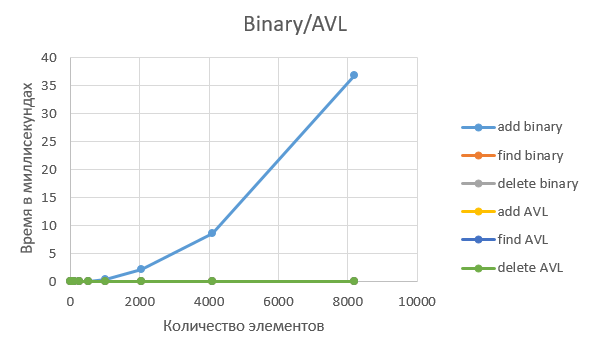 Binary/AVL
Время в миллисекундах
40
35
30
25
20
15
10
5
0
0 2000 4000 6000 8000 10000
Количество элементов
add binary
find binary
delete binary
add AVL
find AVL
delete AVL